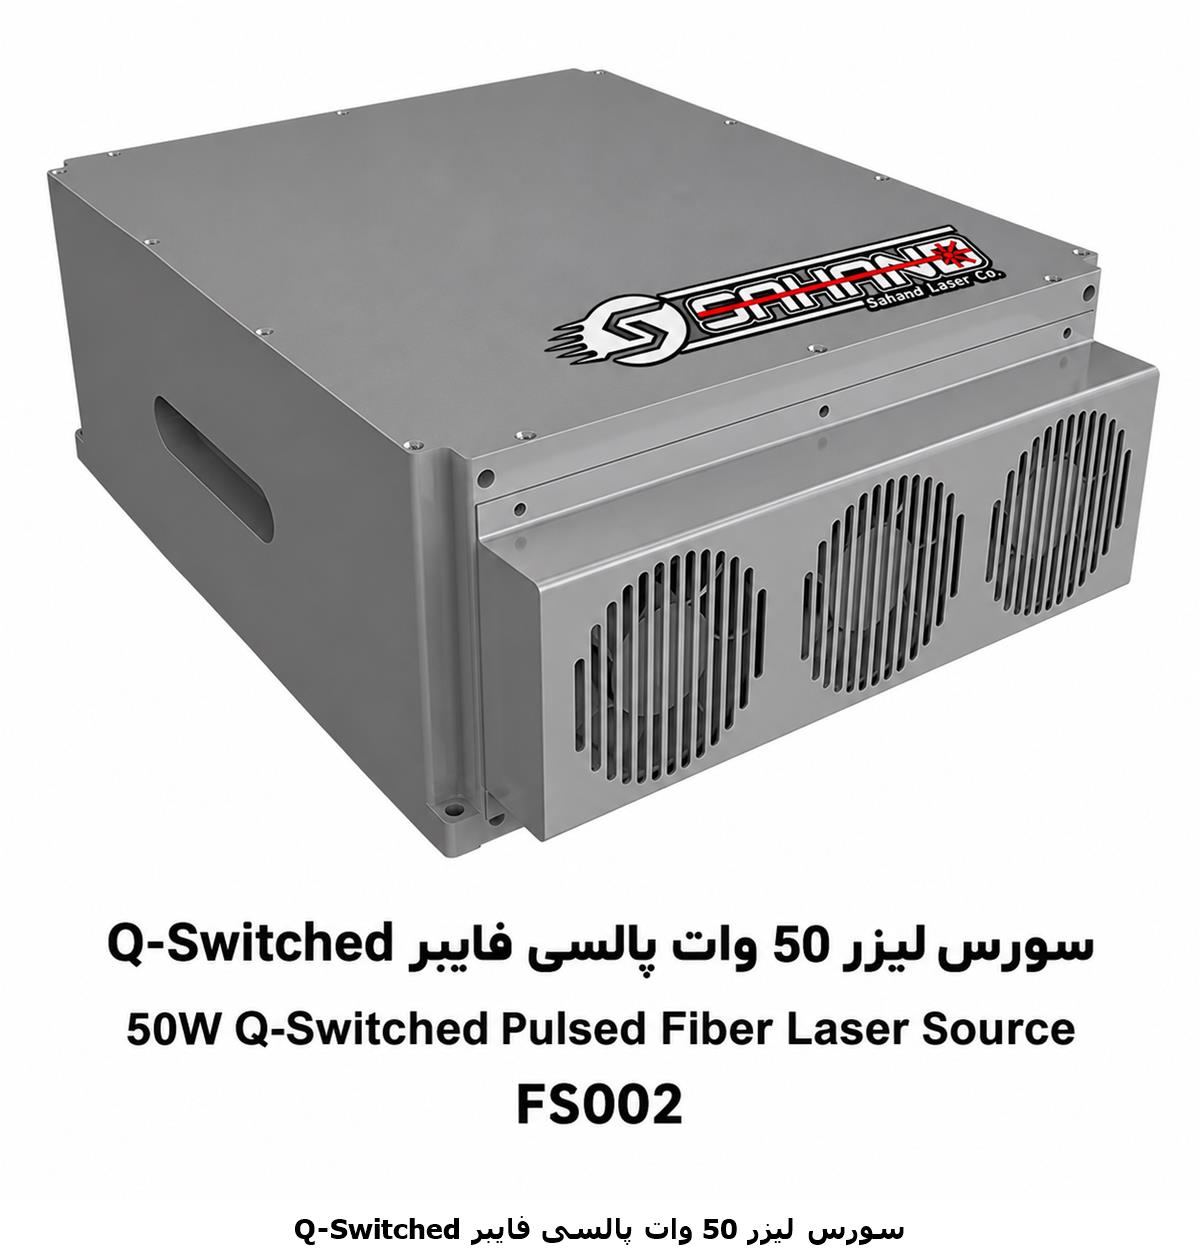 SAHAND
Sahand Laser Co.
سورس لیزر 50 وات پالسی فایبر Q-Switched
50W Q-Switched Pulsed Fiber Laser Source
FS002
سورس لیزر 50 وات پالسی فایبر Q-Switched